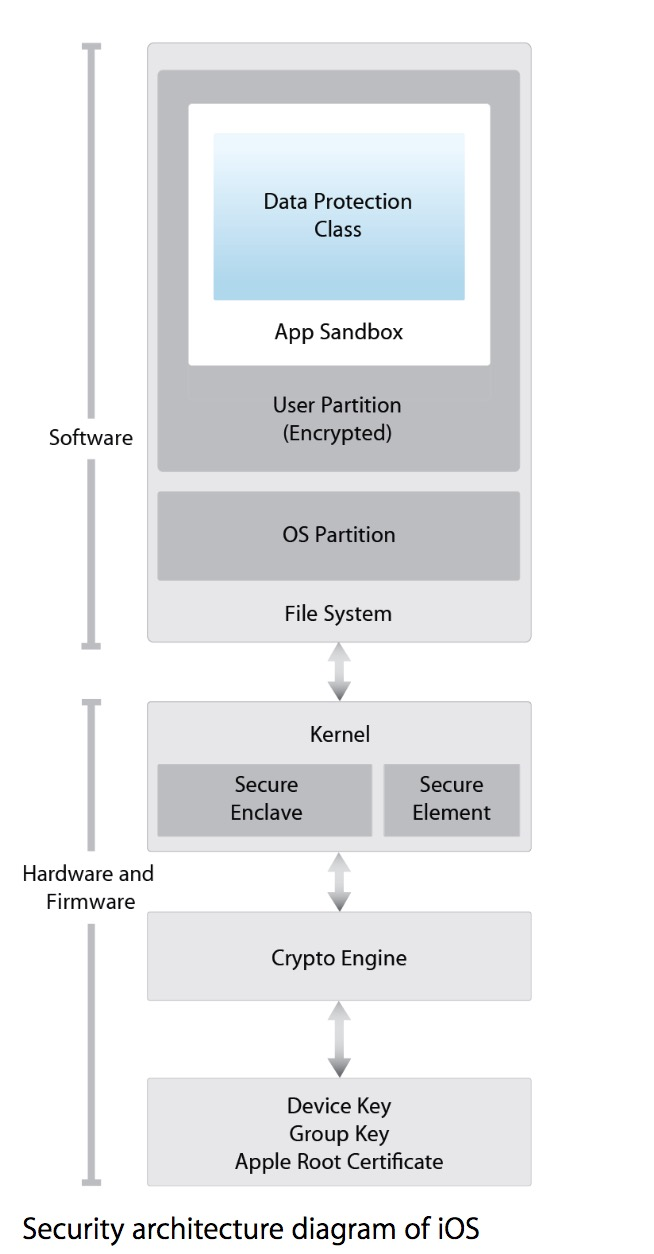 Data Protection
Class
App Sandbox
User Partition
(Encrypted)
Software
OS Partition
File System
Kernel
Secure
Enclave
Secure
Element
Hardware and
Firmware
Crypto Engine
Device Key
Group Key
Apple Root Certificate
Security architecture diagram of iOS